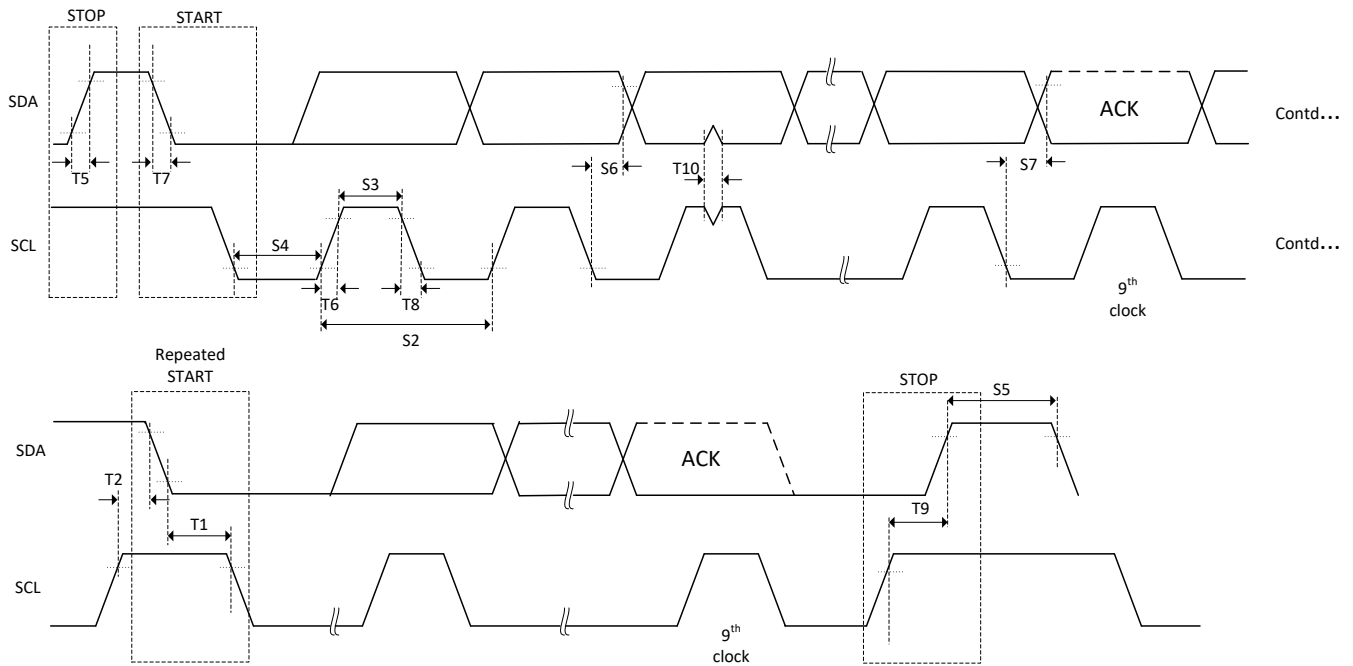 STOP
START
SDA
ACK
Contd...
T5
T7
S6
T10
S7
S3
SCL
S4
Contd...
T6
T8
9th
clock
S2
Repeated
START
STOP
S5
SDA
ACK
T2
T9
T1
SCL
9th
clock